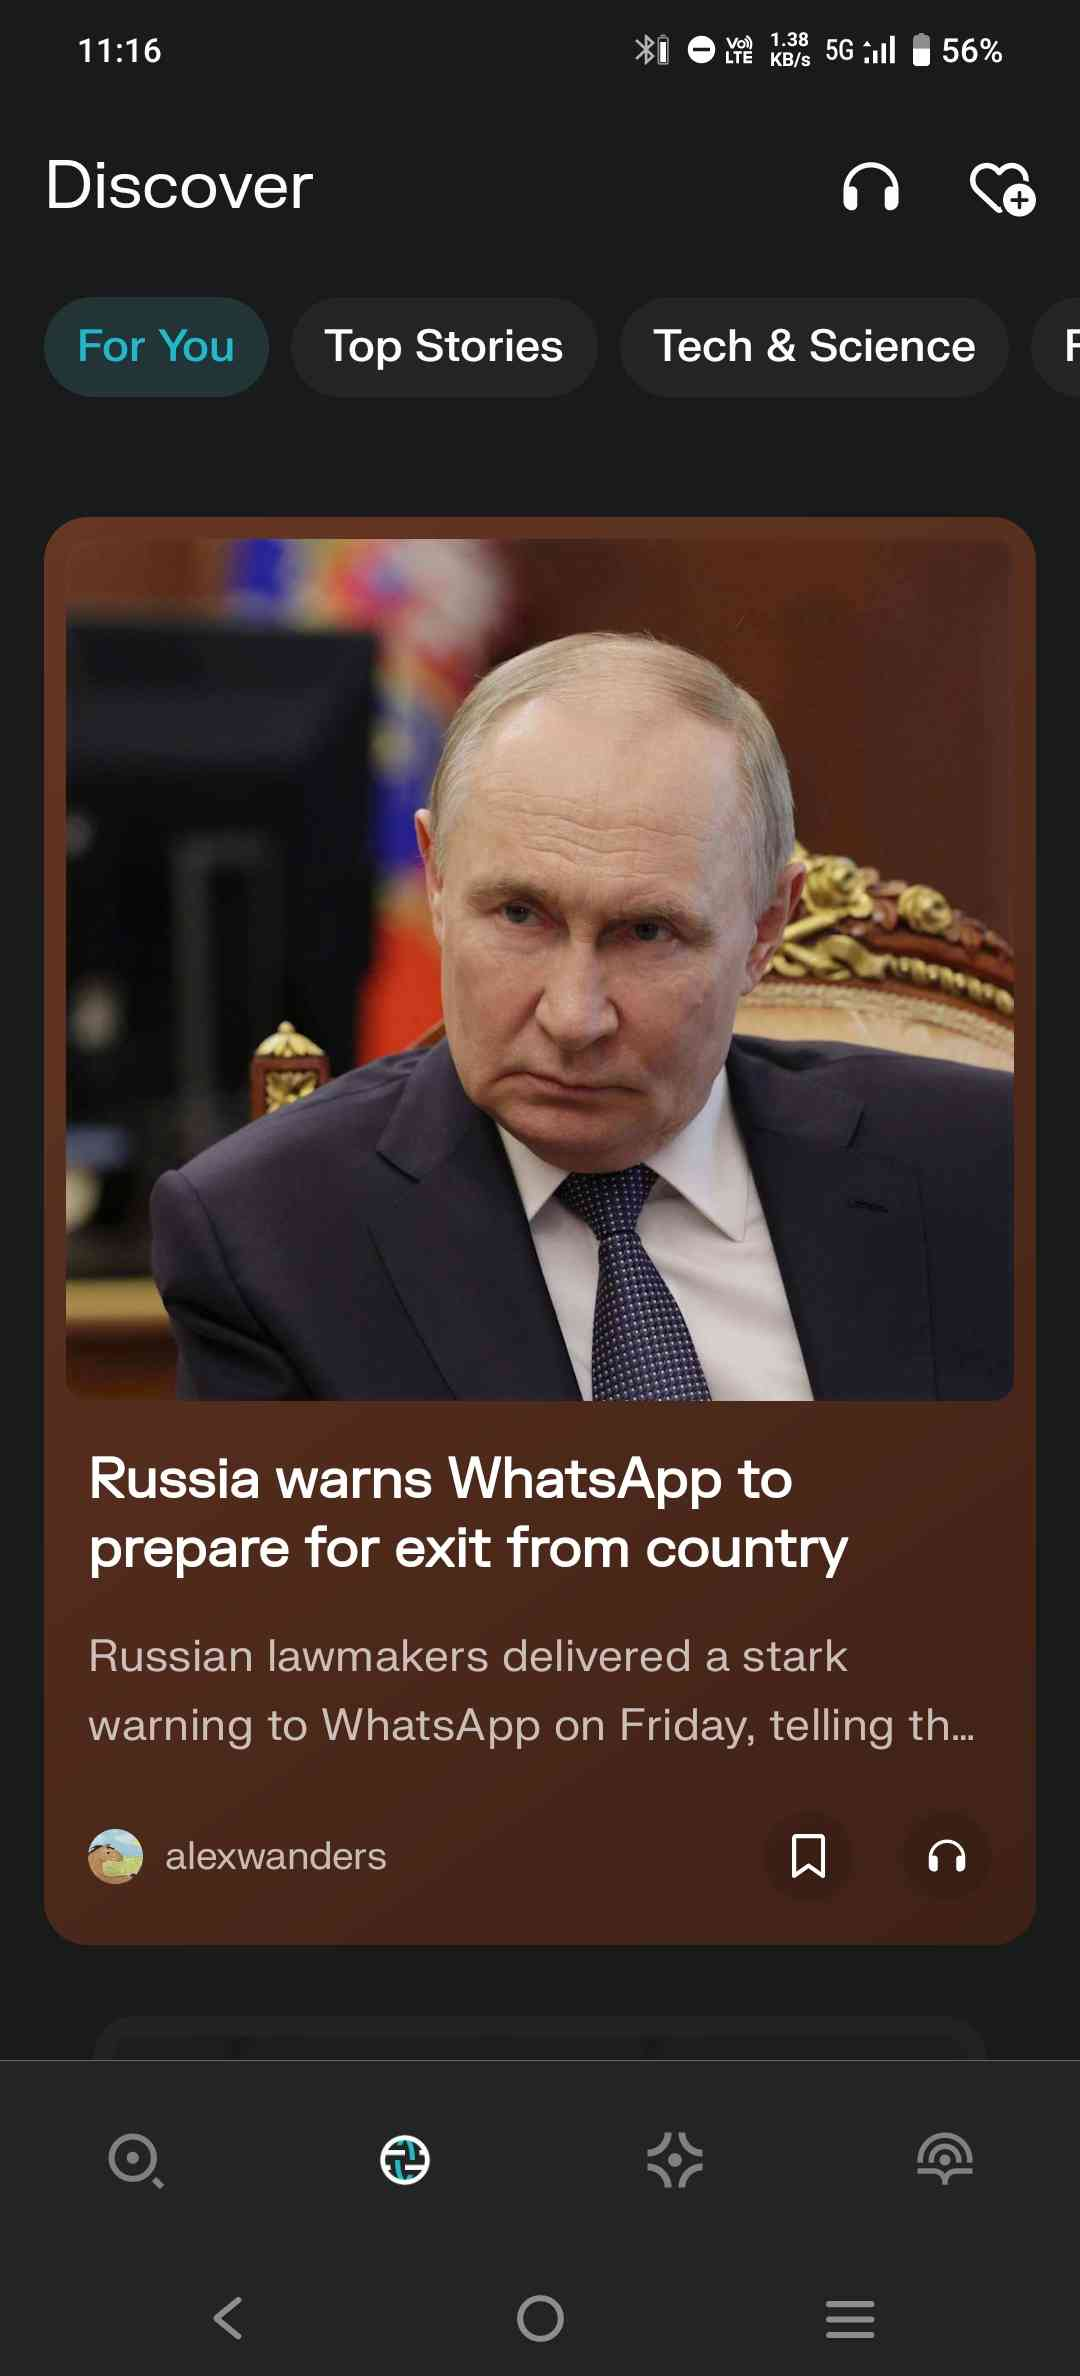 11:16
Vo))
LTE
1.38
KB/s
5G
56%
Discover
For You
Top Stories
Tech & Science
Russia warns WhatsApp to
prepare for exit from country
Russian lawmakers delivered a stark
warning to WhatsApp on Friday, telling th...
alexwanders